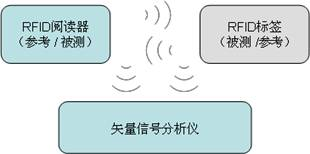 RFID阅读器
（参考 / 被测）
RFID标签
（被测 /参考）
矢量信号分析仪